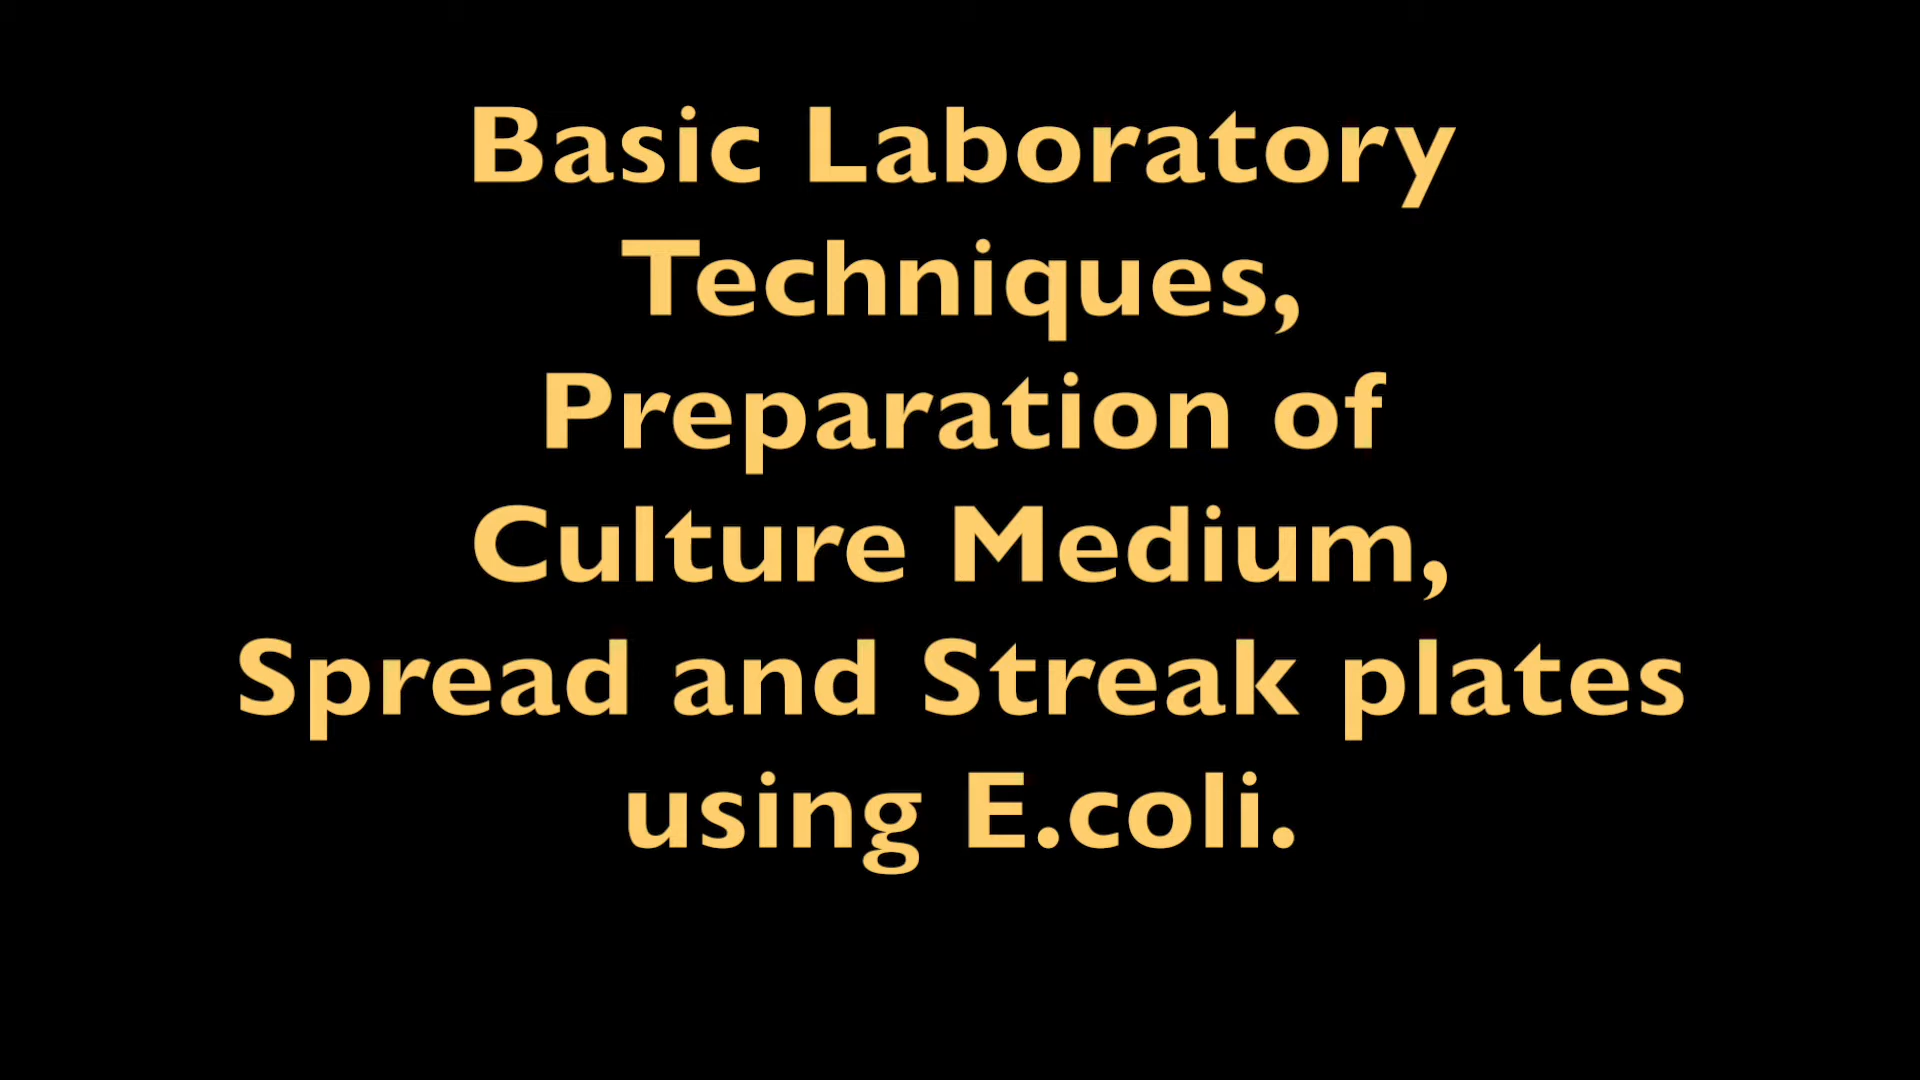 Basic Laboratory
Techniques,
Preparation of
Culture Medium,
Spread and Streak plates
using E.coli.